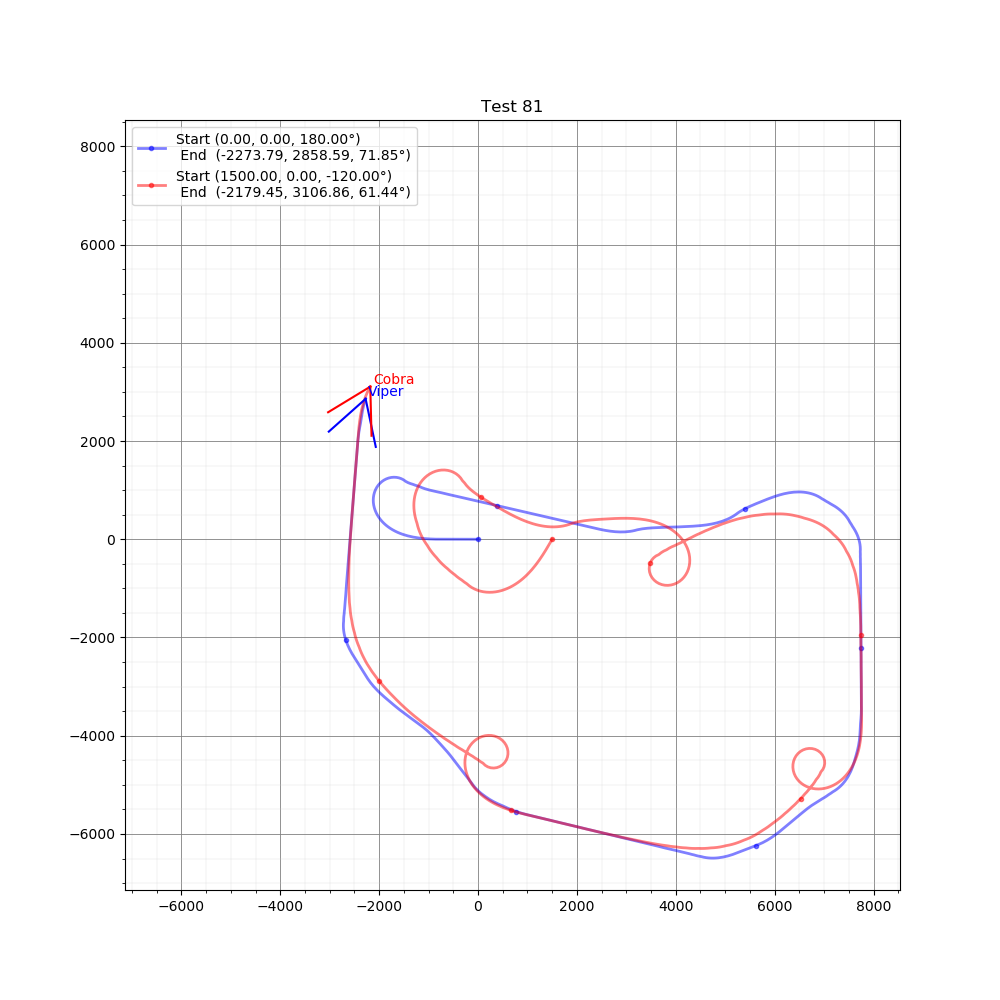 Test 81
Start (0.00, 0.00, 180.00°)
End (-2273.79, 2858.59, 71.85°)
Start (1500.00, 0.00, -120.00°)
End (-2179.45, 3106.86, 61.44°)
8000
6000
4000
Cobra
Viper
2000
0
−2000
−4000
−6000
−6000 −4000 −2000 0 2000 4000 6000 8000